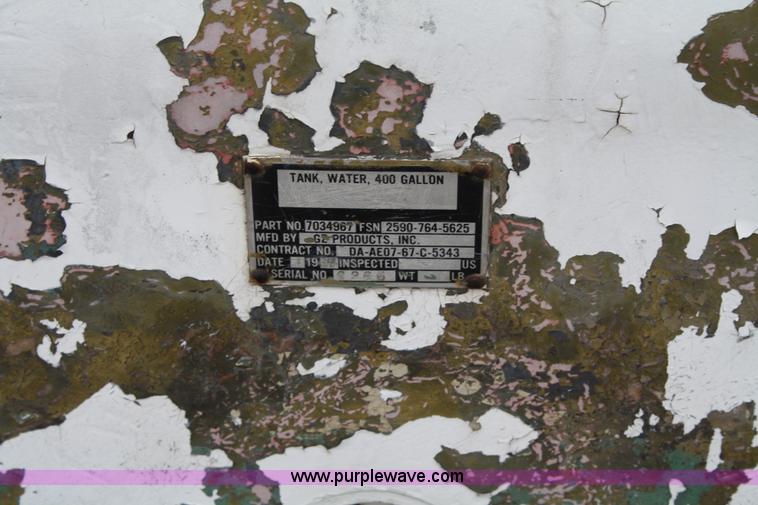 TANK, WATER, 400 GALLON
PART NO. 7034967 FSN 2590-764-5625
MFD BY GZ PRODUCTS, INC.
CONTRACT NO. DA-AE07-67-C-5343
DATE 19 INSPECTED US
SERIAL NO. WT LB
www.purplewave.com